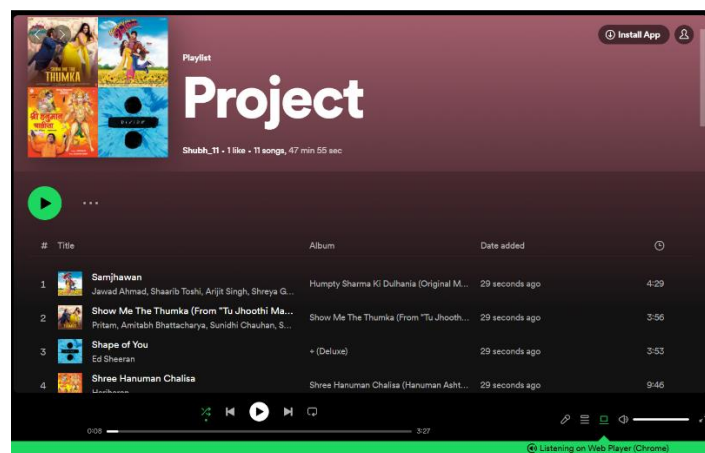 Install App
THUMKA
श्री हनुमान
चालीसा
Playlist
Project
Shubh_11 • 1 like • 11 songs, 47 min 55 sec
# Title Album Date added
1 Samjhawan Humpty Sharma Ki Dulhania (Original M... 29 seconds ago 4:29
Jawad Ahmad, Shaarib Toshi, Arijit Singh, Shreya G...
2 Show Me The Thumka (From "Tu Jhoothi Ma... Show Me The Thumka (From "Tu Jhooth... 29 seconds ago 3:56
Pritam, Amitabh Bhattacharya, Sunidhi Chauhan, S...
3 Shape of You ÷ (Deluxe) 29 seconds ago 3:53
Ed Sheeran
4 Shree Hanuman Chalisa Shree Hanuman Chalisa (Hanuman Asht... 29 seconds ago 9:46
Hariharan
0:08 3:27
Listening on Web Player (Chrome)